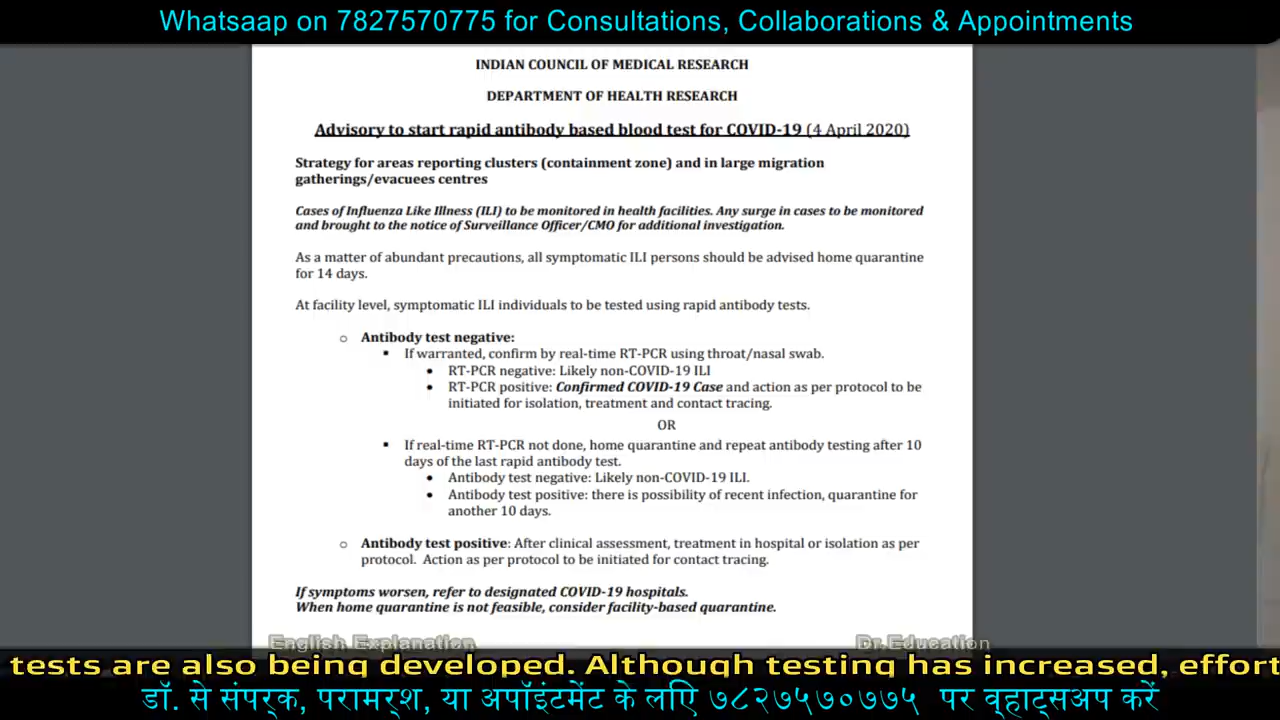 Whatsaap on 7827570775 for Consultations, Collaborations & Appointments
INDIAN COUNCIL OF MEDICAL RESEARCH
DEPARTMENT OF HEALTH RESEARCH
Advisory to start rapid antibody based blood test for COVID-19 (4 April 2020)
Strategy for areas reporting clusters (containment zone) and in large migration
gatherings/evacuees centres
Cases of Influenza Like Illness (ILI) to be monitored in health facilities. Any surge in cases to be monitored
and brought to the notice of Surveillance Officer/CMO for additional investigation.
As a matter of abundant precautions, all symptomatic ILI persons should be advised home quarantine
for 14 days.
At facility level, symptomatic ILI individuals to be tested using rapid antibody tests.
o Antibody test negative:
▪ If warranted, confirm by real-time RT-PCR using throat/nasal swab.
• RT-PCR negative: Likely non-COVID-19 ILI
• RT-PCR positive: Confirmed COVID-19 Case and action as per protocol to be
initiated for isolation, treatment and contact tracing.
OR
▪ If real-time RT-PCR not done, home quarantine and repeat antibody testing after 10
days of the last rapid antibody test.
• Antibody test negative: Likely non-COVID-19 ILI.
• Antibody test positive: there is possibility of recent infection, quarantine for
another 10 days.
o Antibody test positive: After clinical assessment, treatment in hospital or isolation as per
protocol. Action as per protocol to be initiated for contact tracing.
If symptoms worsen, refer to designated COVID-19 hospitals.
When home quarantine is not feasible, consider facility-based quarantine.
English Explanation
Dr.Education
tests are also being developed. Although testing has increased, effort
डॉ. से संपर्क, परामर्श, या अपॉइंटमेंट के लिए ७८२७५७०७७५ पर व्हाट्सअप करें